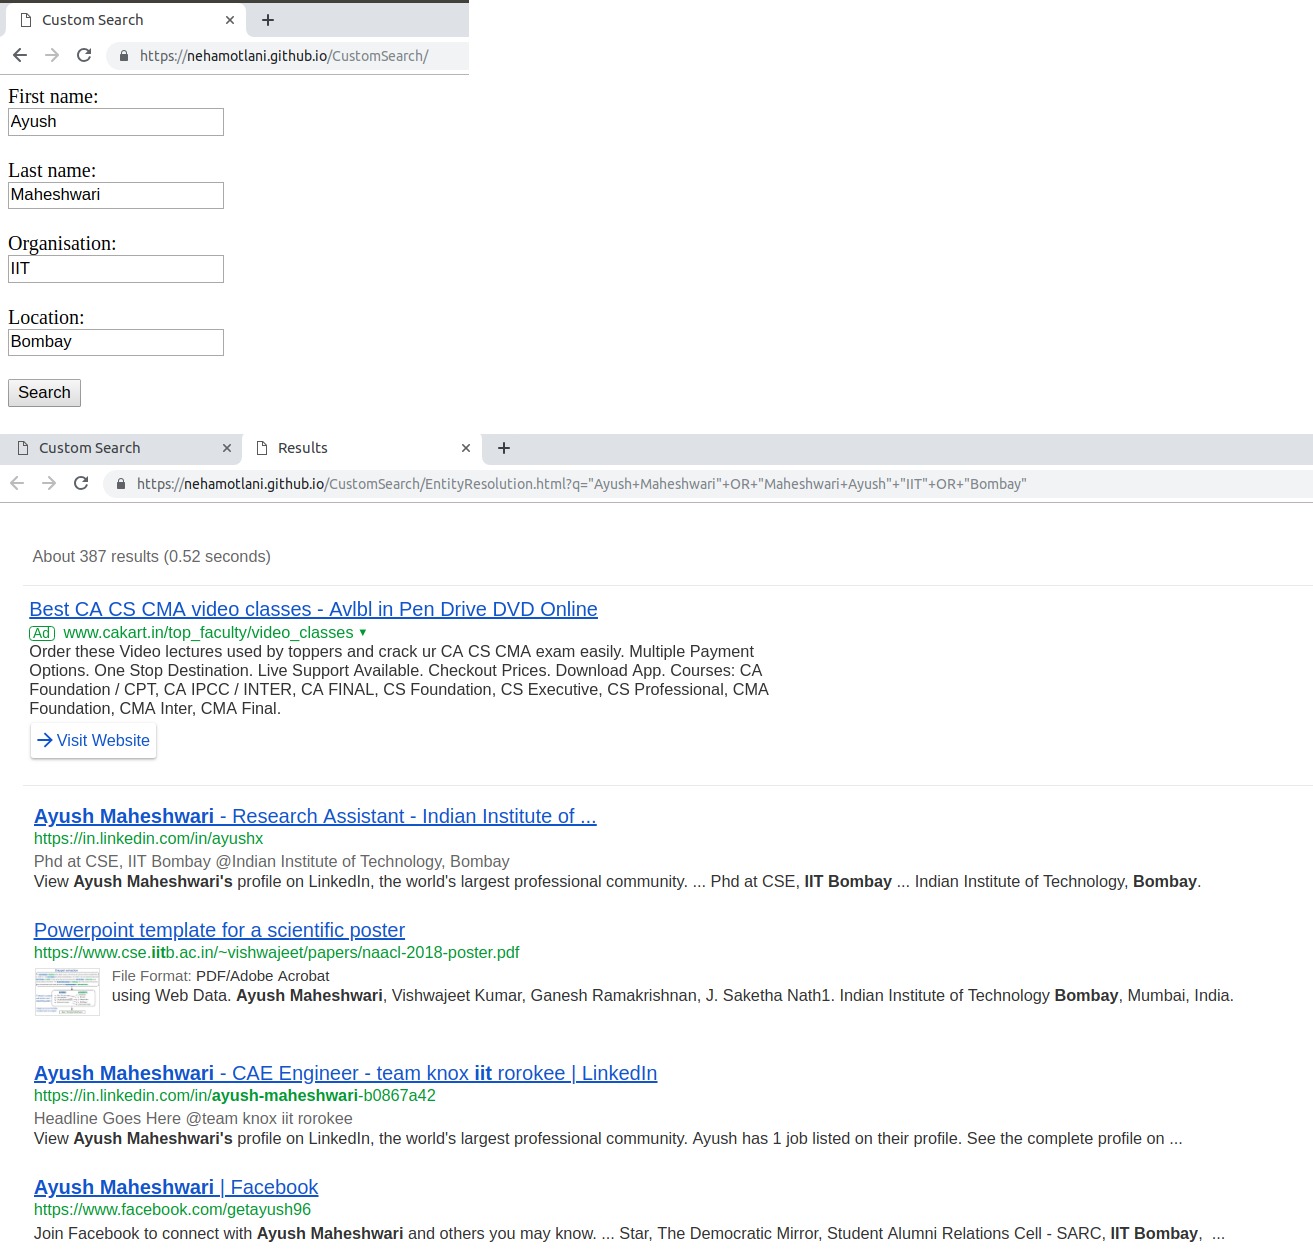 Custom Search
https://nehamotlani.github.io/CustomSearch/
First name:
Ayush
Last name:
Maheshwari
Organisation:
IIT
Location:
Bombay
Search
Custom Search Results
https://nehamotlani.github.io/CustomSearch/EntityResolution.html?q="Ayush+Maheshwari"+OR+"Maheshwari+Ayush"+"IIT"+OR+"Bombay"
About 387 results (0.52 seconds)
Best CA CS CMA video classes - Avlbl in Pen Drive DVD Online
Ad www.cakart.in/top_faculty/video_classes
Order these Video lectures used by toppers and crack ur CA CS CMA exam easily. Multiple Payment
Options. One Stop Destination. Live Support Available. Checkout Prices. Download App. Courses: CA
Foundation / CPT, CA IPCC / INTER, CA FINAL, CS Foundation, CS Executive, CS Professional, CMA
Foundation, CMA Inter, CMA Final.
Visit Website
Ayush Maheshwari - Research Assistant - Indian Institute of ...
https://in.linkedin.com/in/ayushx
Phd at CSE, IIT Bombay @Indian Institute of Technology, Bombay
View Ayush Maheshwari's profile on LinkedIn, the world's largest professional community. ... Phd at CSE, IIT Bombay ... Indian Institute of Technology, Bombay.
Powerpoint template for a scientific poster
https://www.cse.iitb.ac.in/~vishwajeet/papers/naacl-2018-poster.pdf
File Format: PDF/Adobe Acrobat
using Web Data. Ayush Maheshwari, Vishwajeet Kumar, Ganesh Ramakrishnan, J. Saketha Nath1. Indian Institute of Technology Bombay, Mumbai, India.
Ayush Maheshwari - CAE Engineer - team knox iit rorokee | LinkedIn
https://in.linkedin.com/in/ayush-maheshwari-b0867a42
Headline Goes Here @team knox iit rorokee
View Ayush Maheshwari's profile on LinkedIn, the world's largest professional community. Ayush has 1 job listed on their profile. See the complete profile on ...
Ayush Maheshwari | Facebook
https://www.facebook.com/getayush96
Join Facebook to connect with Ayush Maheshwari and others you may know. ... Star, The Democratic Mirror, Student Alumni Relations Cell - SARC, IIT Bombay, ...